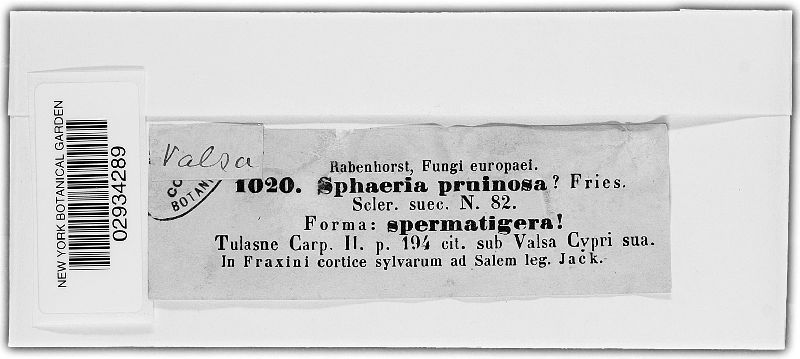 NEW YORK BOTANICAL GARDEN
02934289
Valsa
BOTANI
Rabenhorst, Fungi europaei.
1020. Sphaeria pruinosa? Fries.
Scler. suec. N. 82.
Forma: spermatigera!
Tulasne Carp. II. p. 194 cit. sub Valsa Cypri sua.
In Fraxini cortice sylvarum ad Salem leg. Jack.